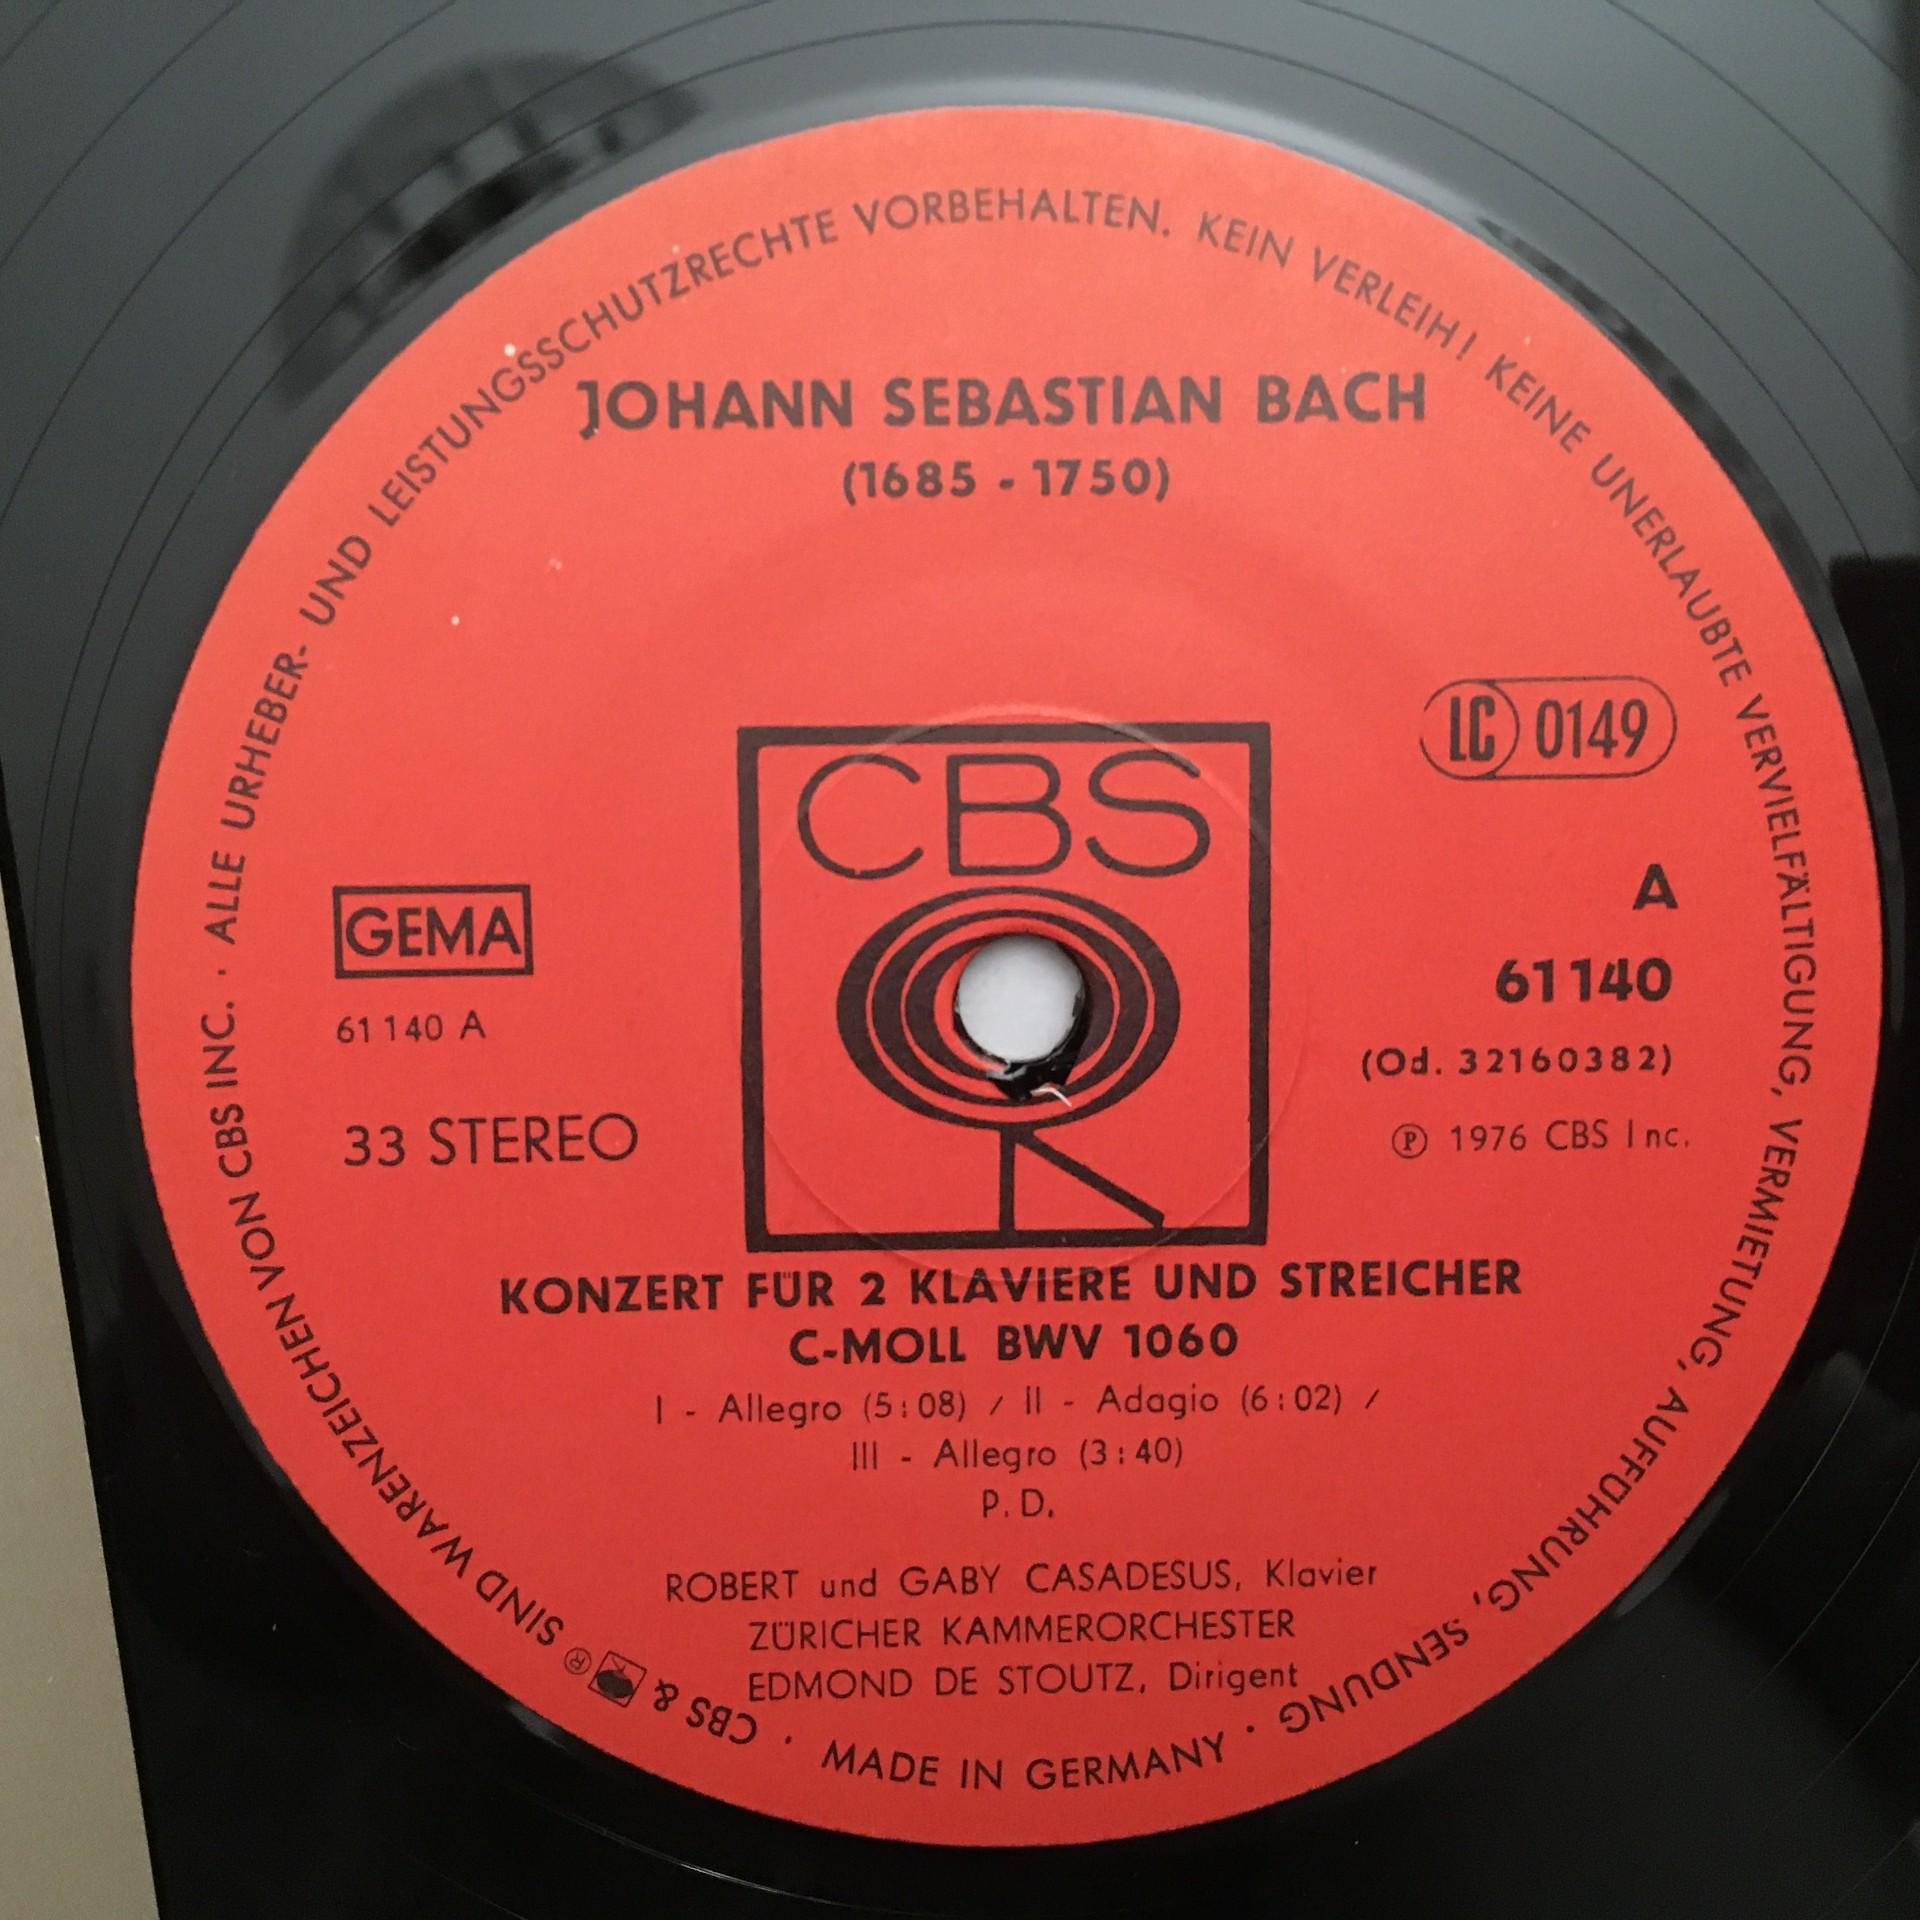 JOHANN SEBASTIAN BACH
(1685 - 1750)
LC 0149
CBS
GEMA
61 140 A
33 STEREO
A
61 140
(Od. 32160382)
Ⓟ 1976 CBS Inc.
KONZERT FÜR 2 KLAVIERE UND STREICHER
C-MOLL BWV 1060
I - Allegro (5:08) / II - Adagio (6:02) /
III - Allegro (3:40)
P. D.
ROBERT und GABY CASADESUS, Klavier
ZÜRICHER KAMMERORCHESTER
EDMOND DE STOUTZ, Dirigent
CBS & ® SIND WARENZEICHEN VON CBS INC. · ALLE URHEBER- UND LEISTUNGSSCHUTZRECHTE VORBEHALTEN. KEIN VERLEIH! KEINE UNERLAUBTE VERVIELFÄLTIGUNG, VERMIETUNG, AUFFÜHRUNG, SENDUNG · MADE IN GERMANY ·